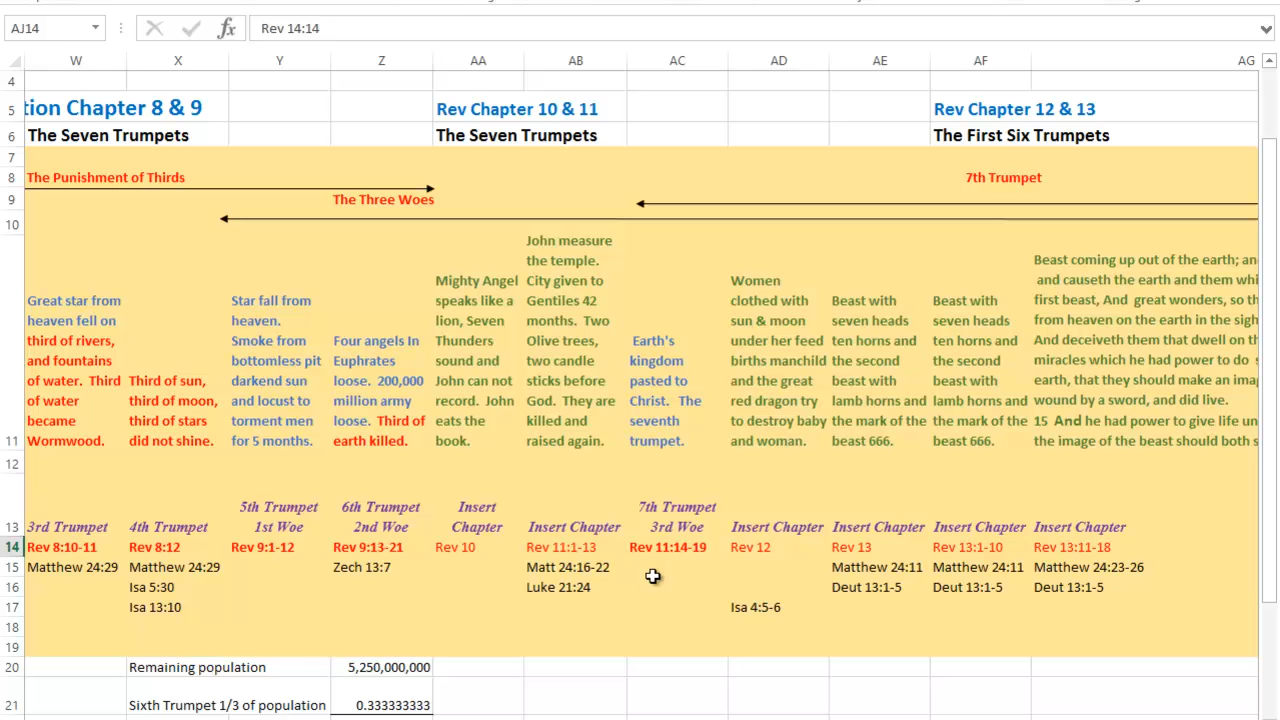 AJ14
fx
Rev 14:14
W X Y Z AA AB AC AD AE AF AG
4
5 tion Chapter 8 & 9 Rev Chapter 10 & 11 Rev Chapter 12 & 13
6 The Seven Trumpets The Seven Trumpets The First Six Trumpets
7
8 The Punishment of Thirds 7th Trumpet
9 The Three Woes
10
11
Great star from
heaven fell on
third of rivers,
and fountains
of water. Third
of water
became
Wormwood.
Third of sun,
third of moon,
third of stars
did not shine.
Star fall from
heaven.
Smoke from
bottomless pit
darkend sun
and locust to
torment men
for 5 months.
Four angels In
Euphrates
loose. 200,000
million army
loose. Third of
earth killed.
Mighty Angel
speaks like a
lion, Seven
Thunders
sound and
John can not
record. John
eats the
book.
John measure
the temple.
City given to
Gentiles 42
months. Two
Olive trees,
two candle
sticks before
God. They are
killed and
raised again.
Earth's
kingdom
pasted to
Christ. The
seventh
trumpet.
Women
clothed with
sun & moon
under her feed
births manchild
and the great
red dragon try
to destroy baby
and woman.
Beast with
seven heads
ten horns and
the second
beast with
lamb horns and
the mark of the
beast 666.
Beast with
seven heads
ten horns and
the second
beast with
lamb horns and
the mark of the
beast 666.
Beast coming up out of the earth; an
and causeth the earth and them whi
first beast, And great wonders, so th
from heaven on the earth in the sigh
And deceiveth them that dwell on th
miracles which he had power to do s
earth, that they should make an imag
wound by a sword, and did live.
15 And he had power to give life un
the image of the beast should both s
12
5th Trumpet 6th Trumpet Insert 7th Trumpet
13 3rd Trumpet 4th Trumpet 1st Woe 2nd Woe Chapter Insert Chapter 3rd Woe Insert Chapter Insert Chapter Insert Chapter Insert Chapter
14 Rev 8:10-11 Rev 8:12 Rev 9:1-12 Rev 9:13-21 Rev 10 Rev 11:1-13 Rev 11:14-19 Rev 12 Rev 13 Rev 13:1-10 Rev 13:11-18
15 Matthew 24:29 Matthew 24:29 Zech 13:7 Matt 24:16-22 Matthew 24:11 Matthew 24:11 Matthew 24:23-26
16 Isa 5:30 Luke 21:24 Deut 13:1-5 Deut 13:1-5 Deut 13:1-5
17 Isa 13:10 Isa 4:5-6
18
19
20 Remaining population 5,250,000,000
21 Sixth Trumpet 1/3 of population 0.333333333